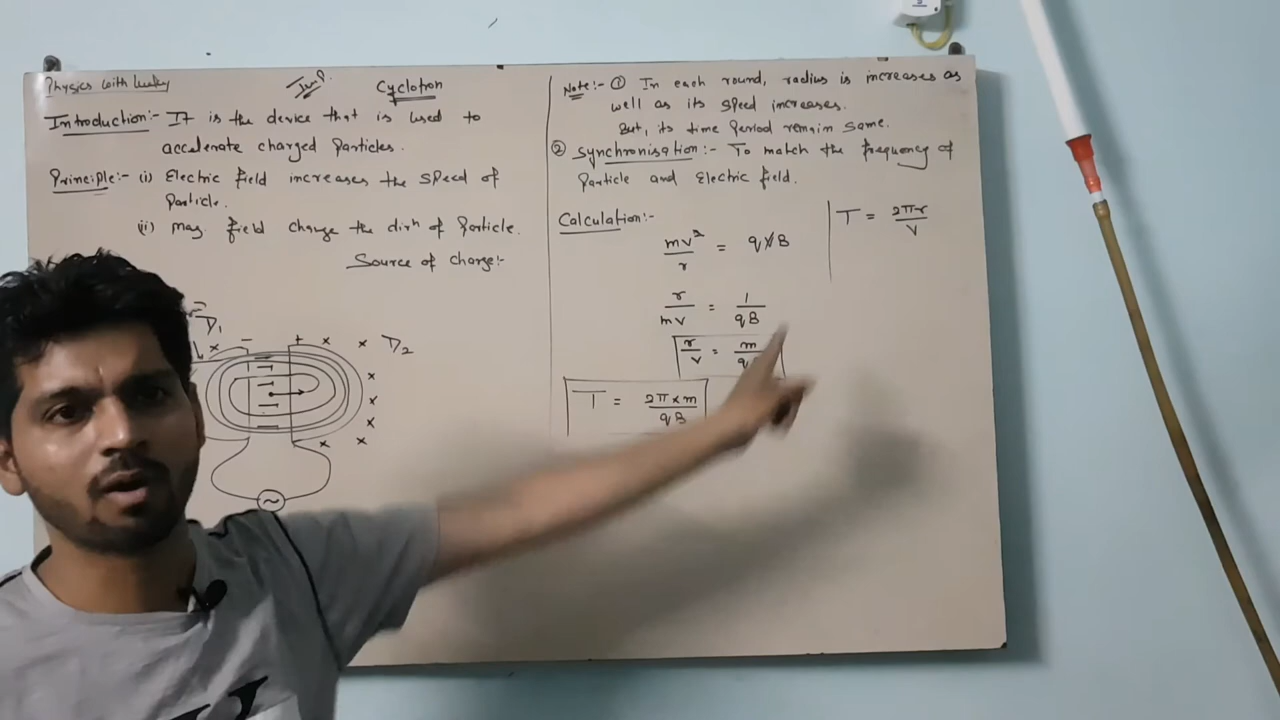 Physics with Lucky
Imp.
Cyclotron
Introduction:- It is the device that is used to
accelerate charged Particles.
Principle:- (i) Electric field increases the speed of
Particle.
(ii) mag. field change the dirn of Particle.
Source of charge:-
D1
- + x x D2
x
x
x
x x
~
Note:- ① In each round, radius is increases as
well as its speed increases.
But, its time Period remain same.
② Synchronisation:- To match the frequency of
Particle and Electric field.
Calculation:-
mv²/r = qvB
T = 2πr/v
r/mv = 1/qB
r/v = m/q
T = 2π×m/qB